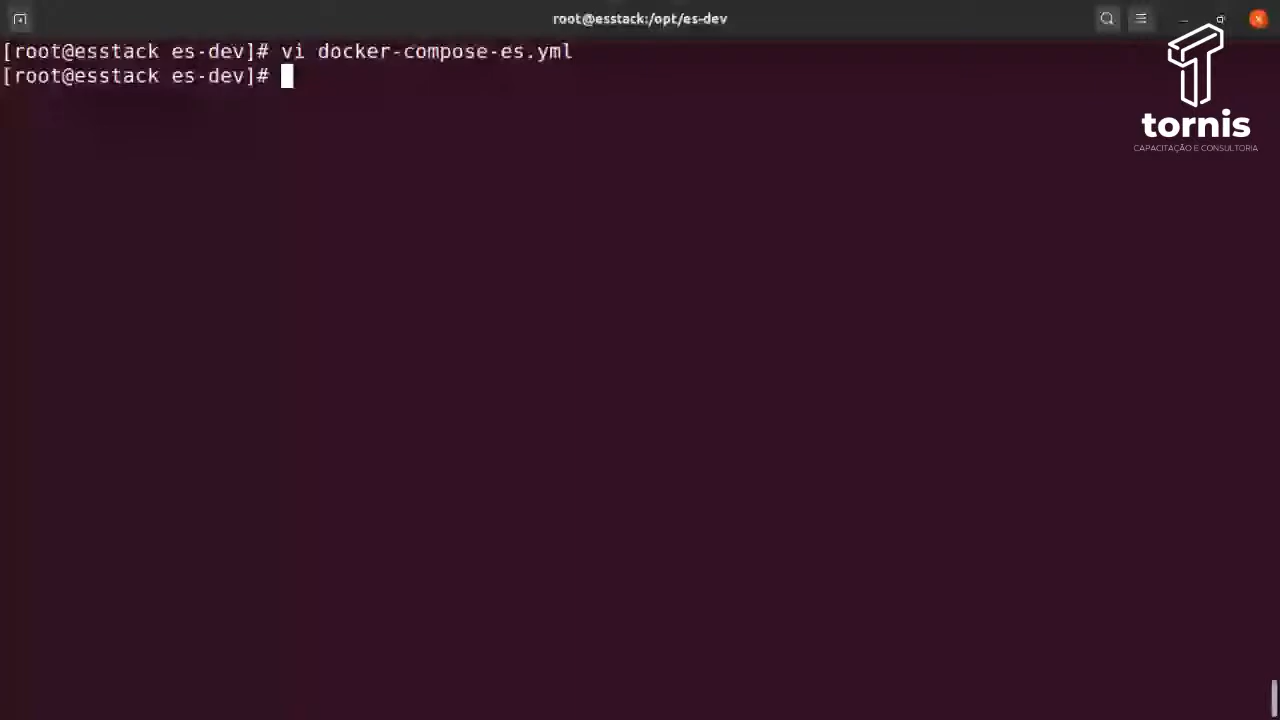 root@esstack:/opt/es-dev
[root@esstack es-dev]# vi docker-compose-es.yml
[root@esstack es-dev]#
tornis
CAPACITAÇÃO E CONSULTORIA